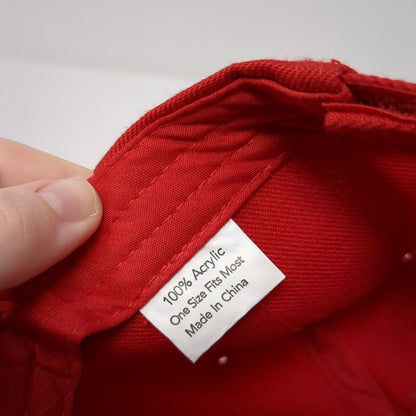 100% Acrylic
One Size Fits Most
Made In China